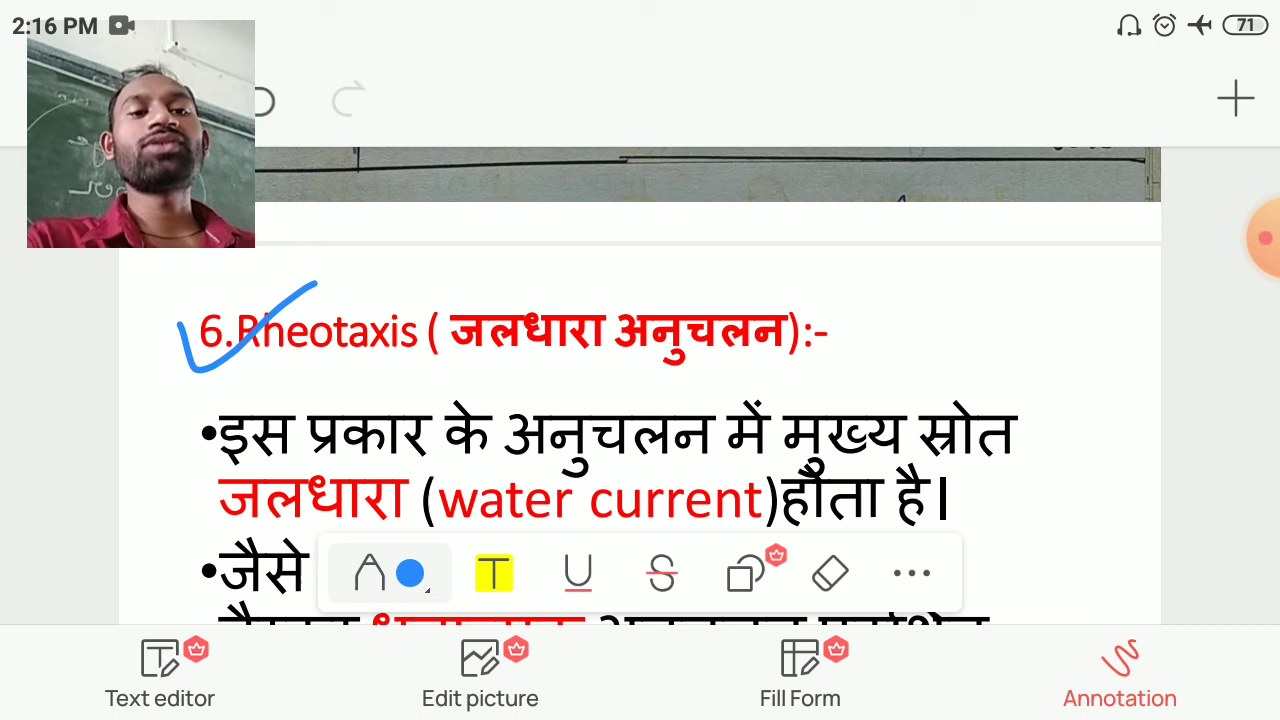 2:16 PM
71
6.Rheotaxis ( जलधारा अनुचलन):-
•इस प्रकार के अनुचलन में मुख्य स्रोत
जलधारा (water current)होता है।
•जैसे
T U S
Text editor
Edit picture
Fill Form
Annotation